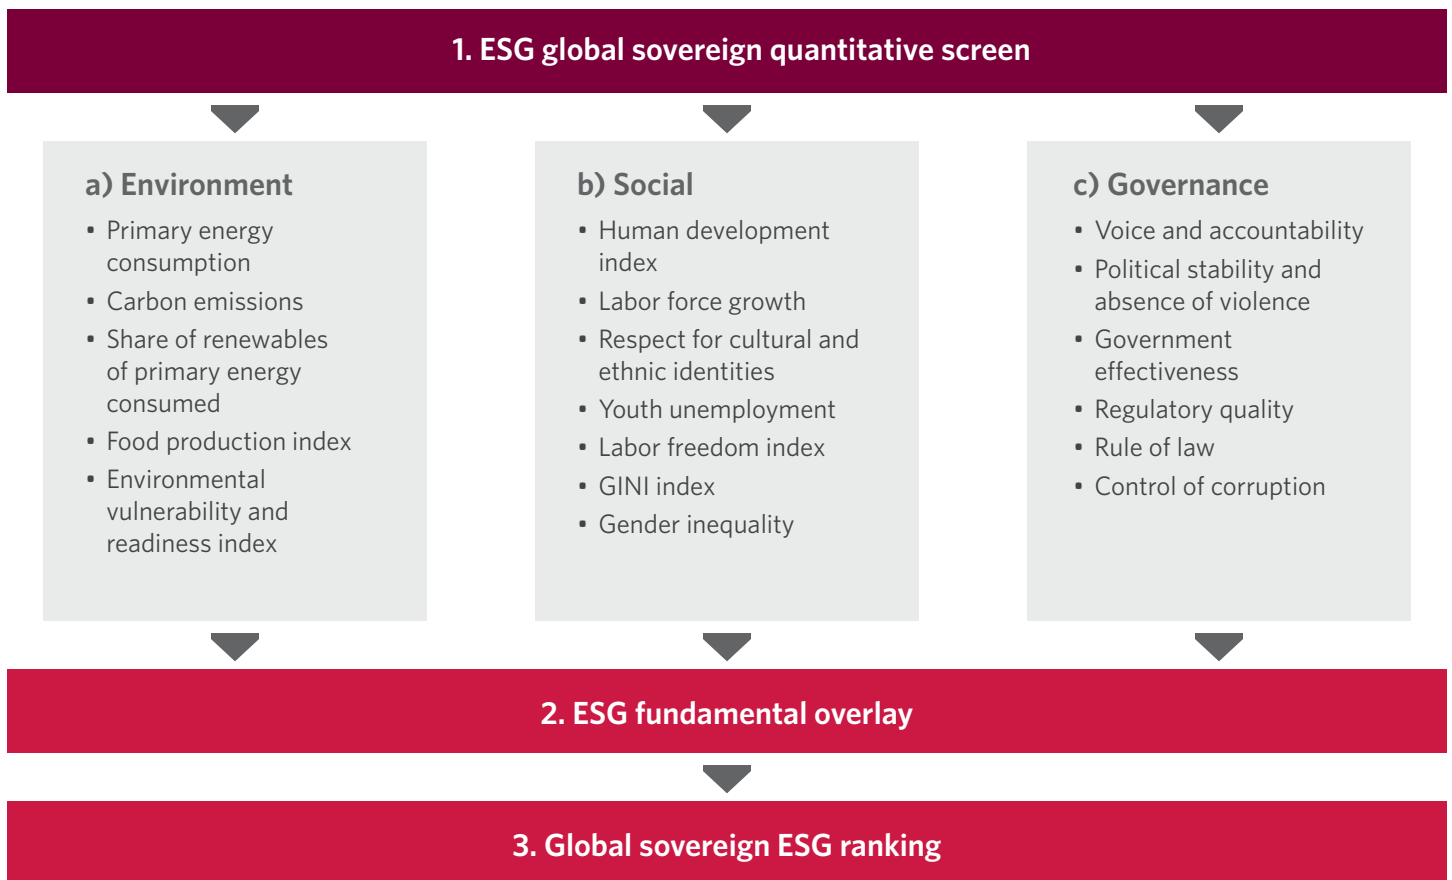 1. ESG global sovereign quantitative screen
a) Environment
▪ Primary energy
consumption
▪ Carbon emissions
▪ Share of renewables
of primary energy
consumed
▪ Food production index
▪ Environmental
vulnerability and
readiness index
b) Social
▪ Human development
index
▪ Labor force growth
▪ Respect for cultural and
ethnic identities
▪ Youth unemployment
▪ Labor freedom index
▪ GINI index
▪ Gender inequality
c) Governance
▪ Voice and accountability
▪ Political stability and
absence of violence
▪ Government
effectiveness
▪ Regulatory quality
▪ Rule of law
▪ Control of corruption
2. ESG fundamental overlay
3. Global sovereign ESG ranking